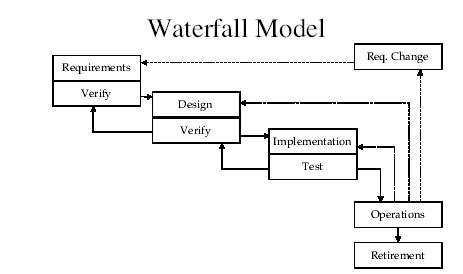 Waterfall Model
Req. Change
Requirements
Verify
Design
Verify
Implementation
Test
Operations
Retirement